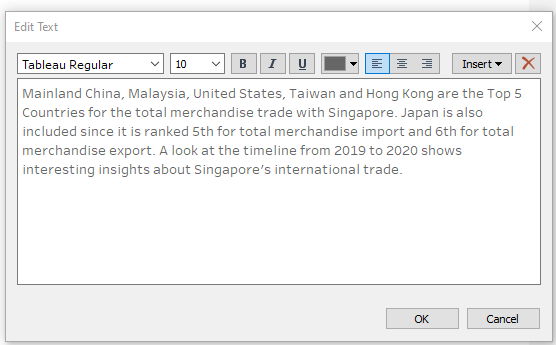 Edit Text
Tableau Regular 10 B I U Insert
Mainland China, Malaysia, United States, Taiwan and Hong Kong are the Top 5
Countries for the total merchandise trade with Singapore. Japan is also
included since it is ranked 5th for total merchandise import and 6th for total
merchandise export. A look at the timeline from 2019 to 2020 shows
interesting insights about Singapore's international trade.
OK Cancel